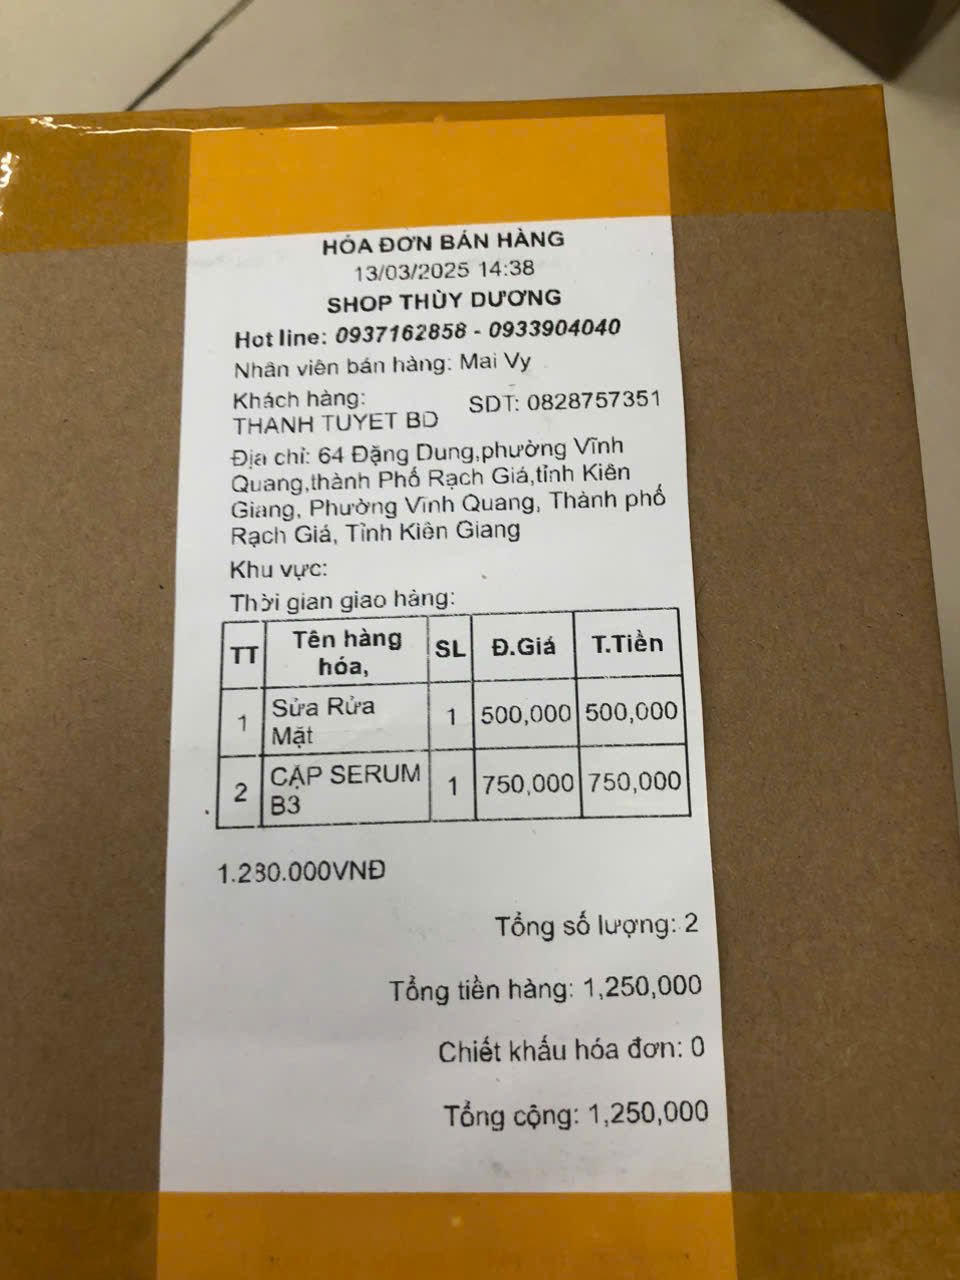 HÓA ĐƠN BÁN HÀNG
13/03/2025 14:38
SHOP THÙY DƯƠNG
Hot line: 0937162858 - 0933904040
Nhân viên bán hàng: Mai Vy
Khách hàng: SDT: 0828757351
THANH TUYET BD
Địa chỉ: 64 Đặng Dung,phường Vĩnh
Quang,thành Phố Rạch Giá,tỉnh Kiên
Giang, Phường Vĩnh Quang, Thành phố
Rạch Giá, Tỉnh Kiên Giang
Khu vực:
Thời gian giao hàng:
TT Tên hàng hóa, SL Đ.Giá T.Tiền
1 Sửa Rửa Mặt 1 500,000 500,000
2 CẶP SERUM B3 1 750,000 750,000
1.280.000VNĐ
Tổng số lượng: 2
Tổng tiền hàng: 1,250,000
Chiết khấu hóa đơn: 0
Tổng cộng: 1,250,000